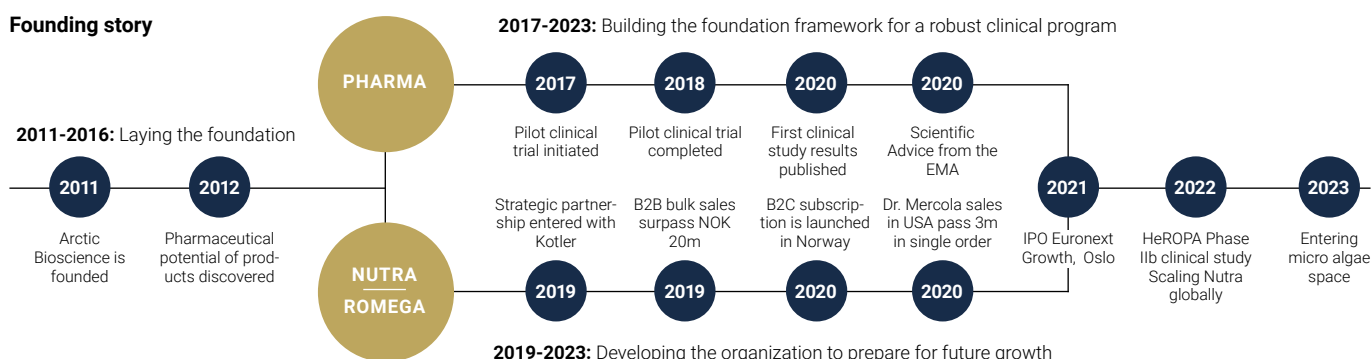 Founding story
2017-2023: Building the foundation framework for a robust clinical program
PHARMA
2017
2018
2020
2020
Pilot clinical
trial initiated
Pilot clinical trial
completed
First clinical
study results
published
Scientific
Advice from the
EMA
2011-2016: Laying the foundation
2011
2012
Arctic
Bioscience is
founded
Pharmaceutical
potential of prod-
ucts discovered
2021
2022
2023
IPO Euronext
Growth, Oslo
HeROPA Phase
IIb clinical study
Scaling Nutra
globally
Entering
micro algae
space
Strategic partner-
ship entered with
Kotler
B2B bulk sales
surpass NOK
20m
B2C subscrip-
tion is launched
in Norway
Dr. Mercola sales
in USA pass 3m
in single order
NUTRA
ROMEGA
2019
2019
2020
2020
2019-2023: Developing the organization to prepare for future growth